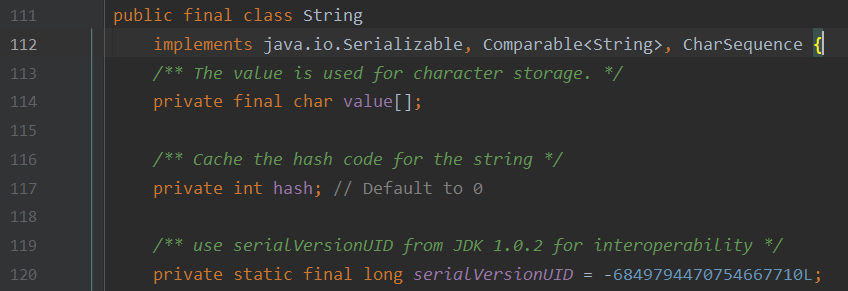 111 public final class String
112 implements java.io.Serializable, Comparable<String>, CharSequence {
113 /** The value is used for character storage. */
114 private final char value[];
115
116 /** Cache the hash code for the string */
117 private int hash; // Default to 0
118
119 /** use serialVersionUID from JDK 1.0.2 for interoperability */
120 private static final long serialVersionUID = -6849794470754667710L;